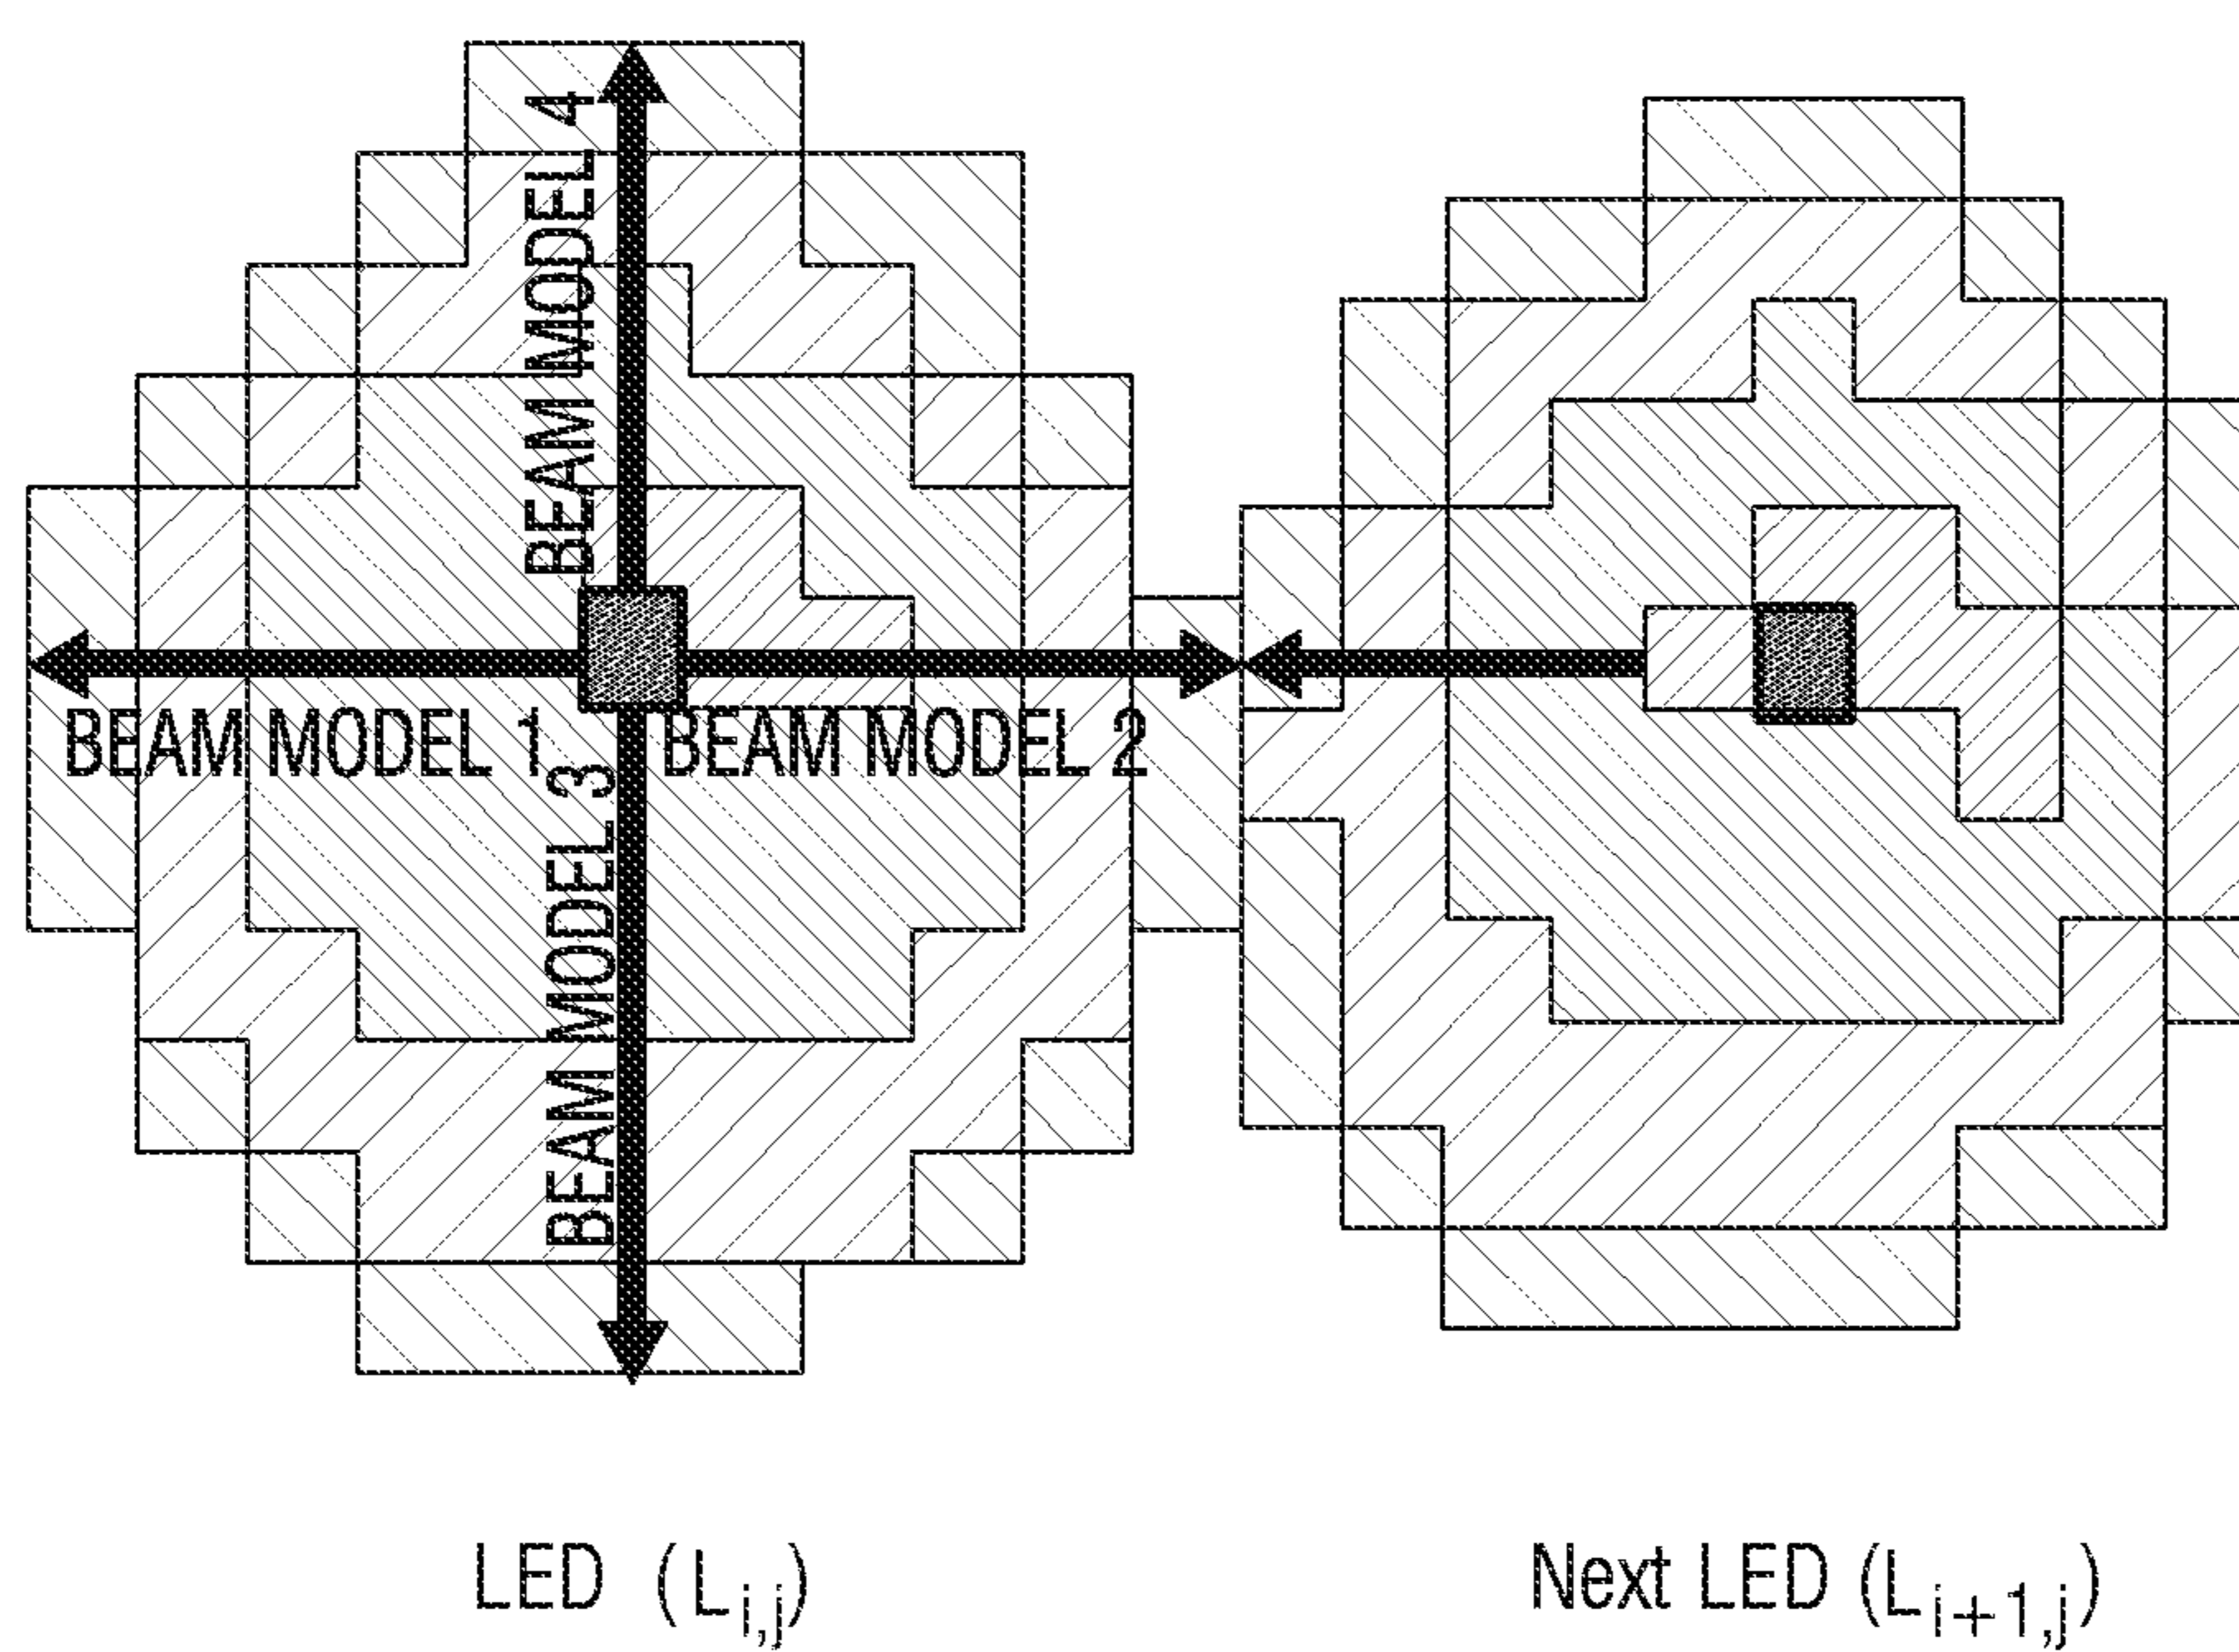 BEAM MODEL 4
BEAM MODEL 1
BEAM MODEL 2
BEAM MODEL 3
LED (Li,j)
Next LED (Li+1,j)